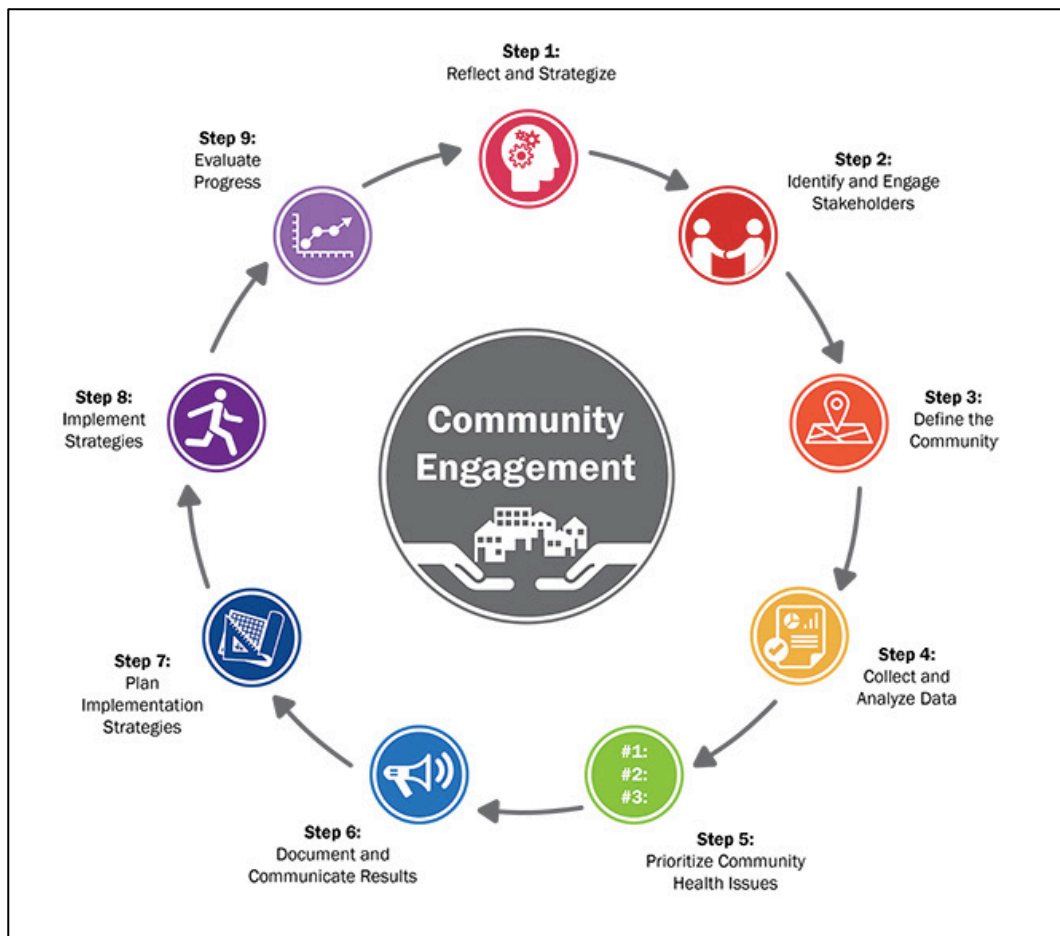 Step 1:
Reflect and Strategize
Step 2:
Identify and Engage
Stakeholders
Step 3:
Define the
Community
Step 4:
Collect and
Analyze Data
#1:
#2:
#3:
Step 5:
Prioritize Community
Health Issues
Step 6:
Document and
Communicate Results
Step 7:
Plan
Implementation
Strategies
Step 8:
Implement
Strategies
Step 9:
Evaluate
Progress
Community
Engagement